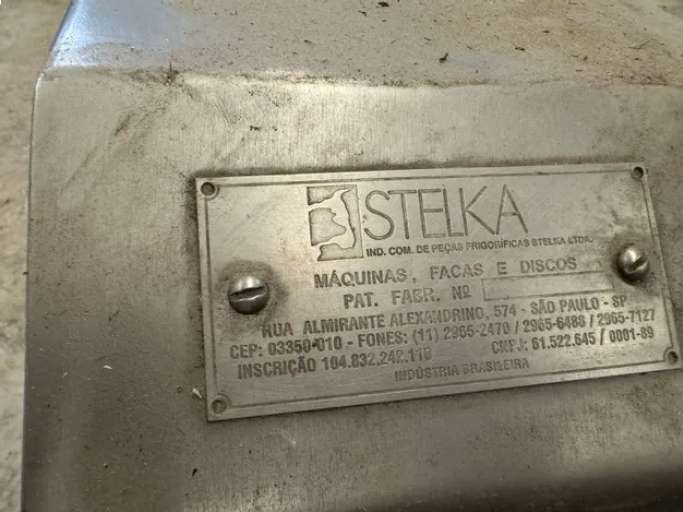 STELKA
IND. COM. DE PEÇAS FRIGORÍFICAS STELKA LTDA.
MÁQUINAS, FACAS E DISCOS
PAT. FABR. Nº
RUA ALMIRANTE ALEXANDRINO, 574 - SÃO PAULO - SP
CEP: 03350-010 - FONES: (11) 2965-2470 / 2965-6488 / 2965-7127
INSCRIÇÃO 104.832.242.110 CNPJ: 61.522.645 / 0001-89
INDÚSTRIA BRASILEIRA